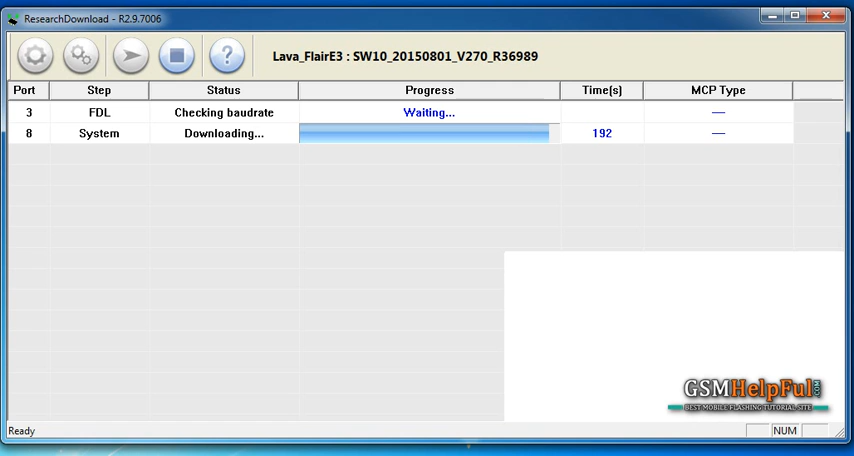 ResearchDownload - R2.9.7006
Lava_FlairE3 : SW10_20150801_V270_R36989
Port Step Status Progress Time(s) MCP Type
3 FDL Checking baudrate Waiting... —
8 System Downloading... 192 —
GSMHelpFul.COM
BEST MOBILE FLASHING TUTORIAL SITE
Ready NUM